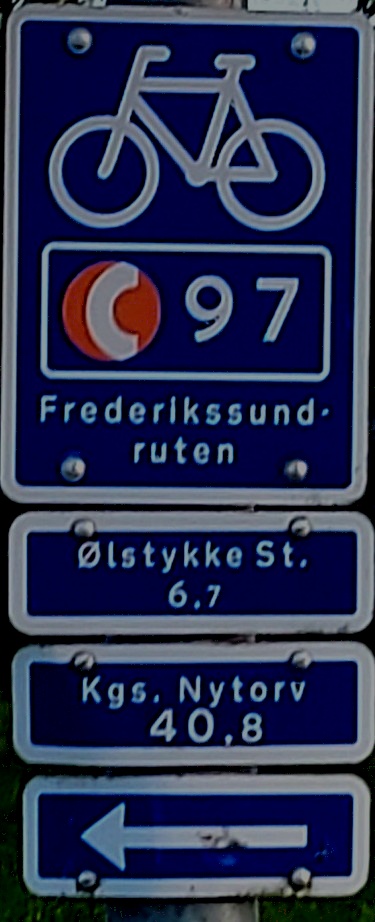 C 97
Frederikssund-
ruten
Ølstykke St.
6,7
Kgs. Nytorv
40,8